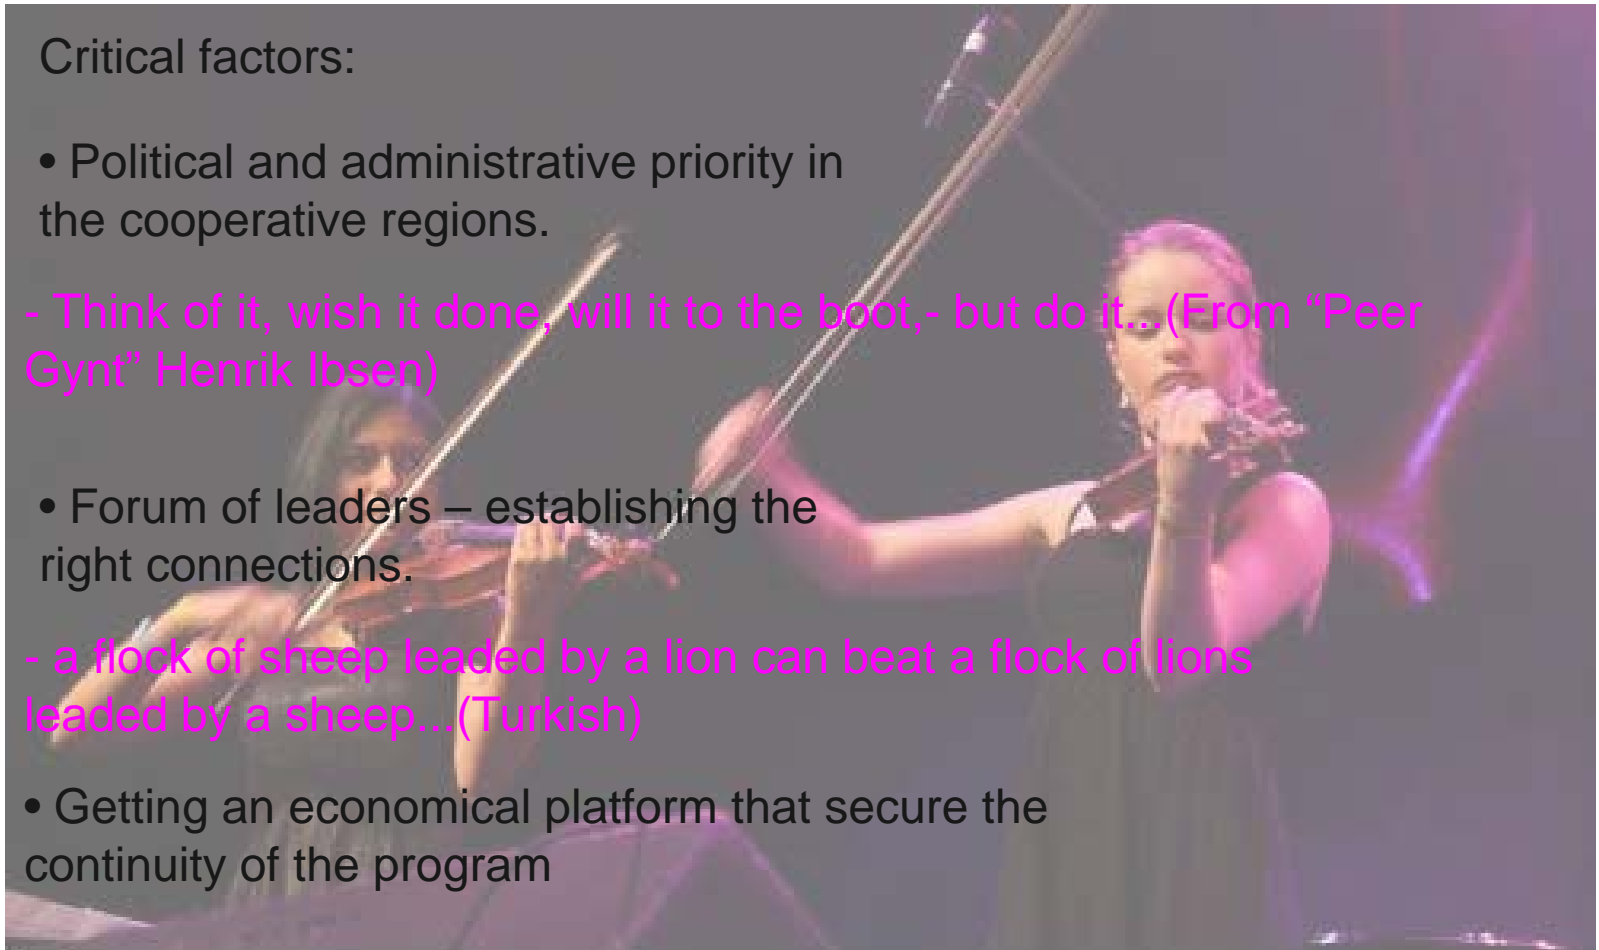 Critical factors:
• Political and administrative priority in
the cooperative regions.
- Think of it, wish it done, will it to the boot,- but do it...(From “Peer
Gynt” Henrik Ibsen)
• Forum of leaders – establishing the
right connections.
- a flock of sheep leaded by a lion can beat a flock of lions
leaded by a sheep...(Turkish)
• Getting an economical platform that secure the
continuity of the program